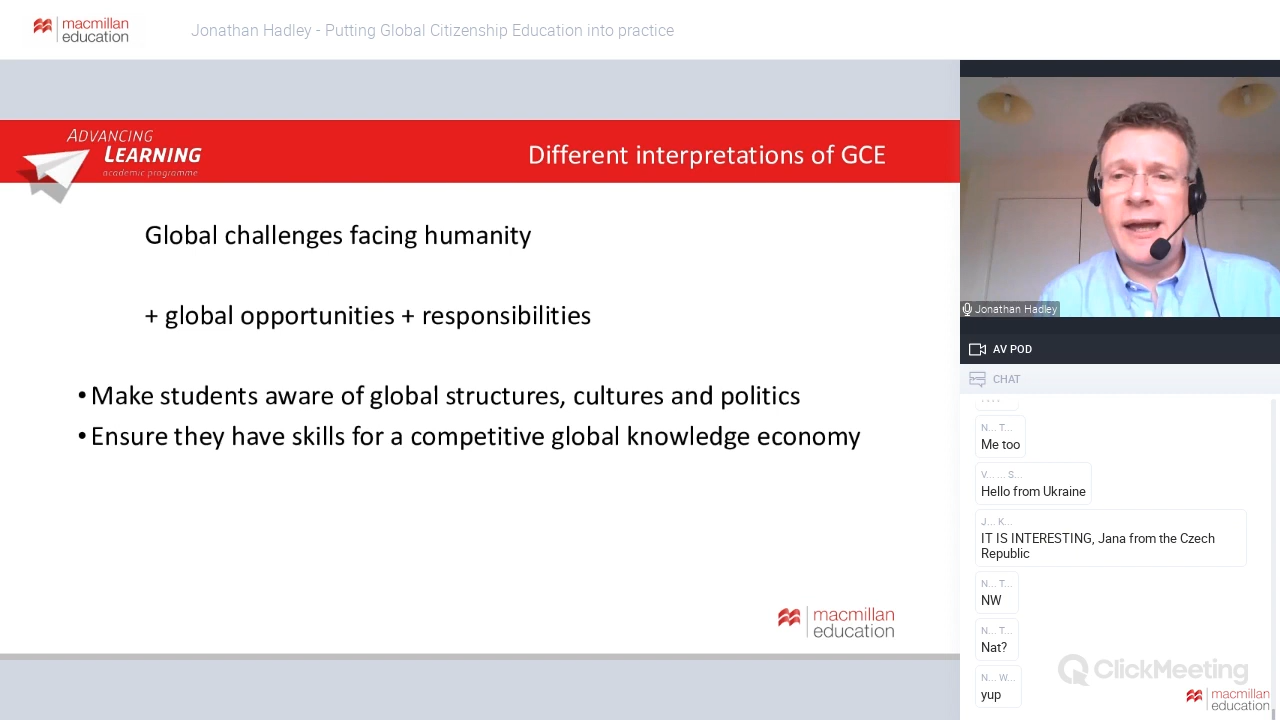 macmillan
education
Jonathan Hadley - Putting Global Citizenship Education into practice
ADVANCING
LEARNING
academic programme
Different interpretations of GCE
Global challenges facing humanity
+ global opportunities + responsibilities
• Make students aware of global structures, cultures and politics
• Ensure they have skills for a competitive global knowledge economy
macmillan
education
Jonathan Hadley
AV POD
CHAT
N... T...
Me too
V... ... S...
Hello from Ukraine
J... K...
IT IS INTERESTING, Jana from the Czech
Republic
N... T...
NW
N... T...
Nat?
N... W...
yup
ClickMeeting
macmillan
education